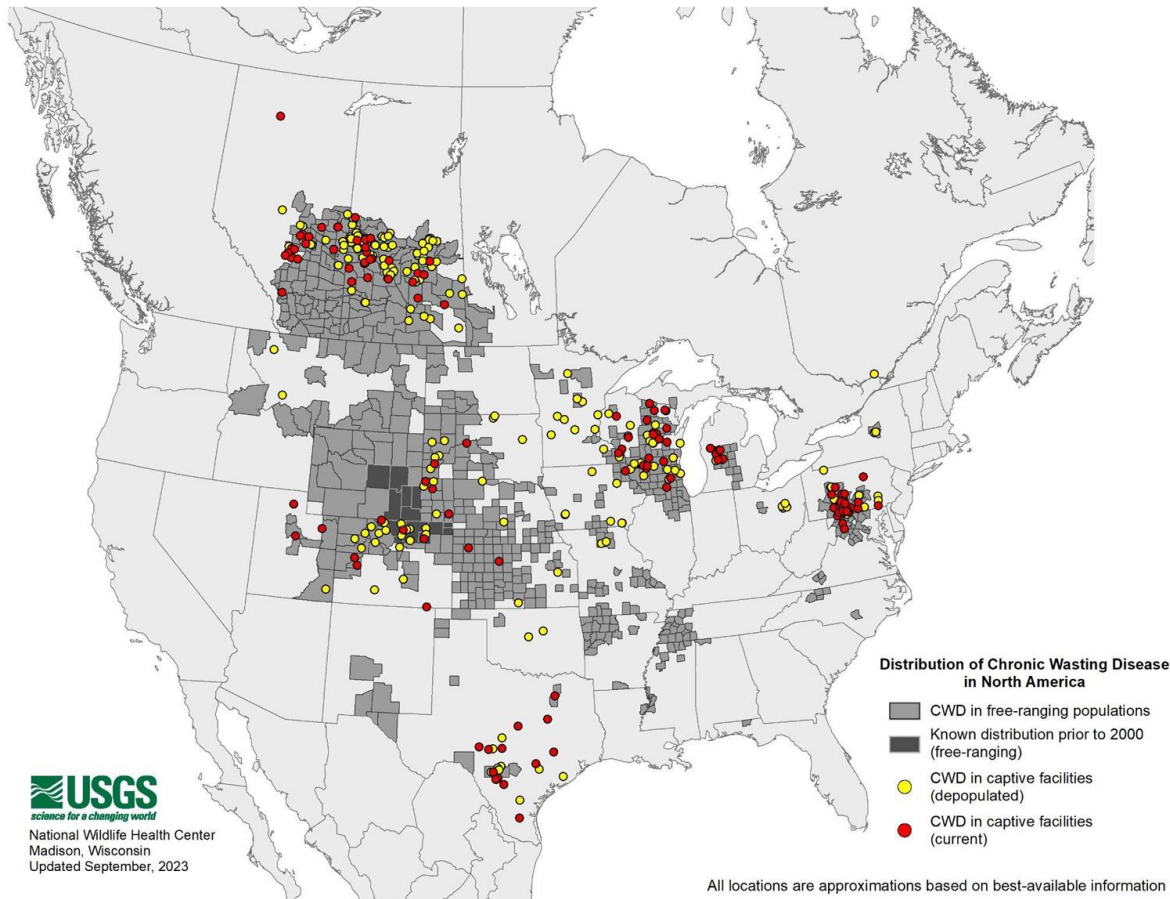 Distribution of Chronic Wasting Disease
in North America
CWD in free-ranging populations
Known distribution prior to 2000
(free-ranging)
CWD in captive facilities
(depopulated)
CWD in captive facilities
(current)
USGS
science for a changing world
National Wildlife Health Center
Madison, Wisconsin
Updated September, 2023
All locations are approximations based on best-available information